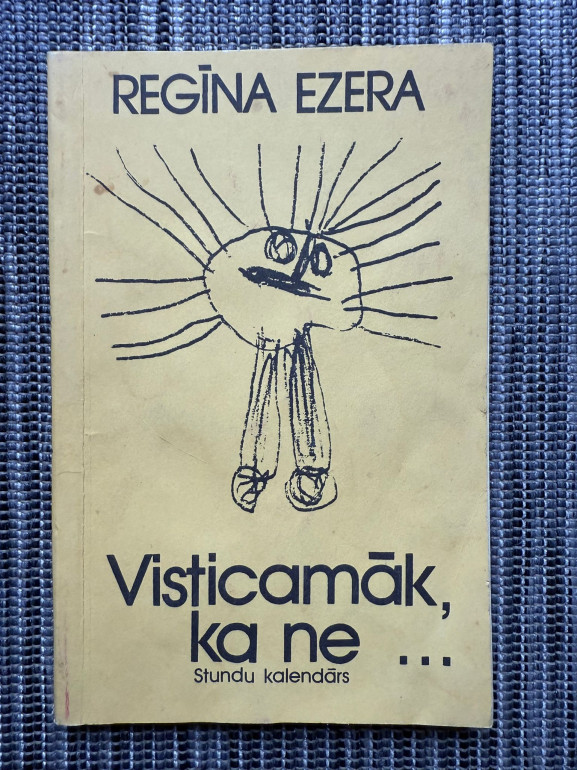 REGĪNA EZERA
Visticamāk,
ka ne ...
Stundu kalendārs